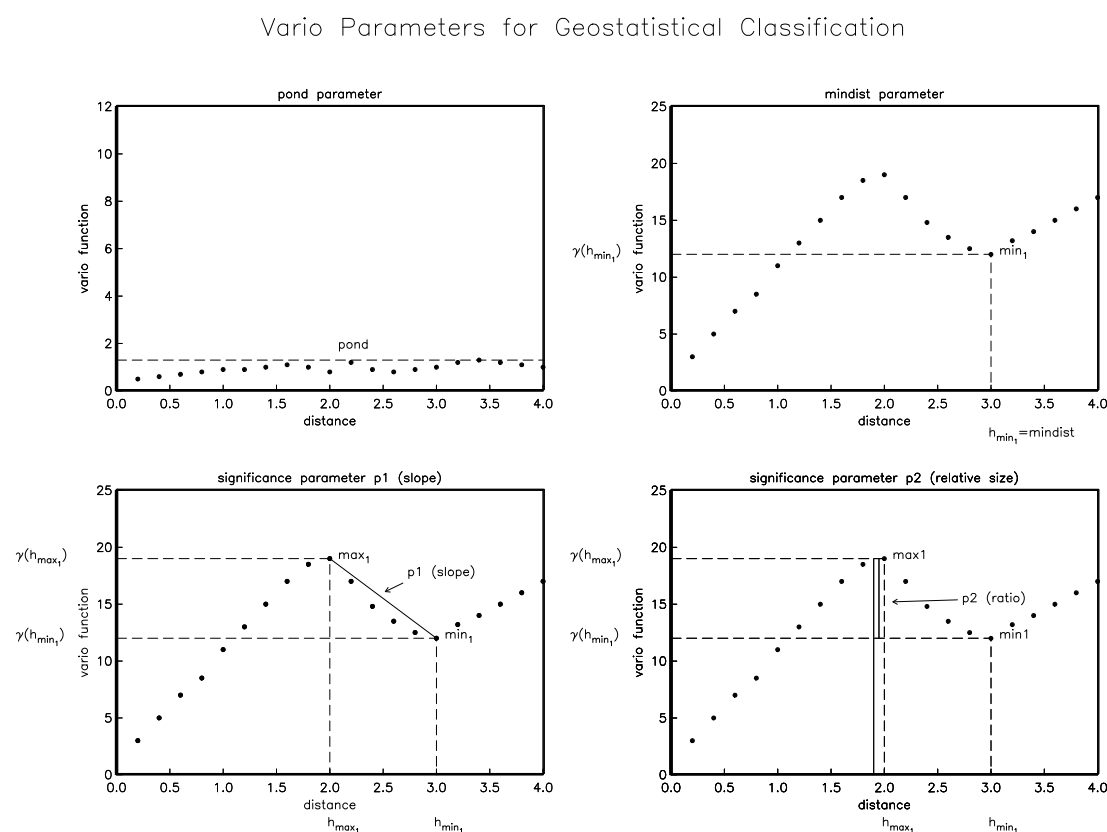 Vario Parameters for Geostatistical Classification
pond parameter
12
10
8
6
4
2
0
vario function
pond
0.0 0.5 1.0 1.5 2.0 2.5 3.0 3.5 4.0
distance
mindist parameter
25
20
15
10
5
0
γ(hmin1)
vario function
min1
0.0 0.5 1.0 1.5 2.0 2.5 3.0 3.5 4.0
distance
hmin1=mindist
significance parameter p1 (slope)
25
20
15
10
5
0
γ(hmax1)
γ(hmin1)
vario function
max1
p1 (slope)
min1
0.0 0.5 1.0 1.5 2.0 2.5 3.0 3.5 4.0
distance
hmax1 hmin1
significance parameter p2 (relative size)
25
20
15
10
5
0
γ(hmax1)
γ(hmin1)
vario function
max1
p2 (ratio)
min1
0.0 0.5 1.0 1.5 2.0 2.5 3.0 3.5 4.0
distance
hmax1 hmin1